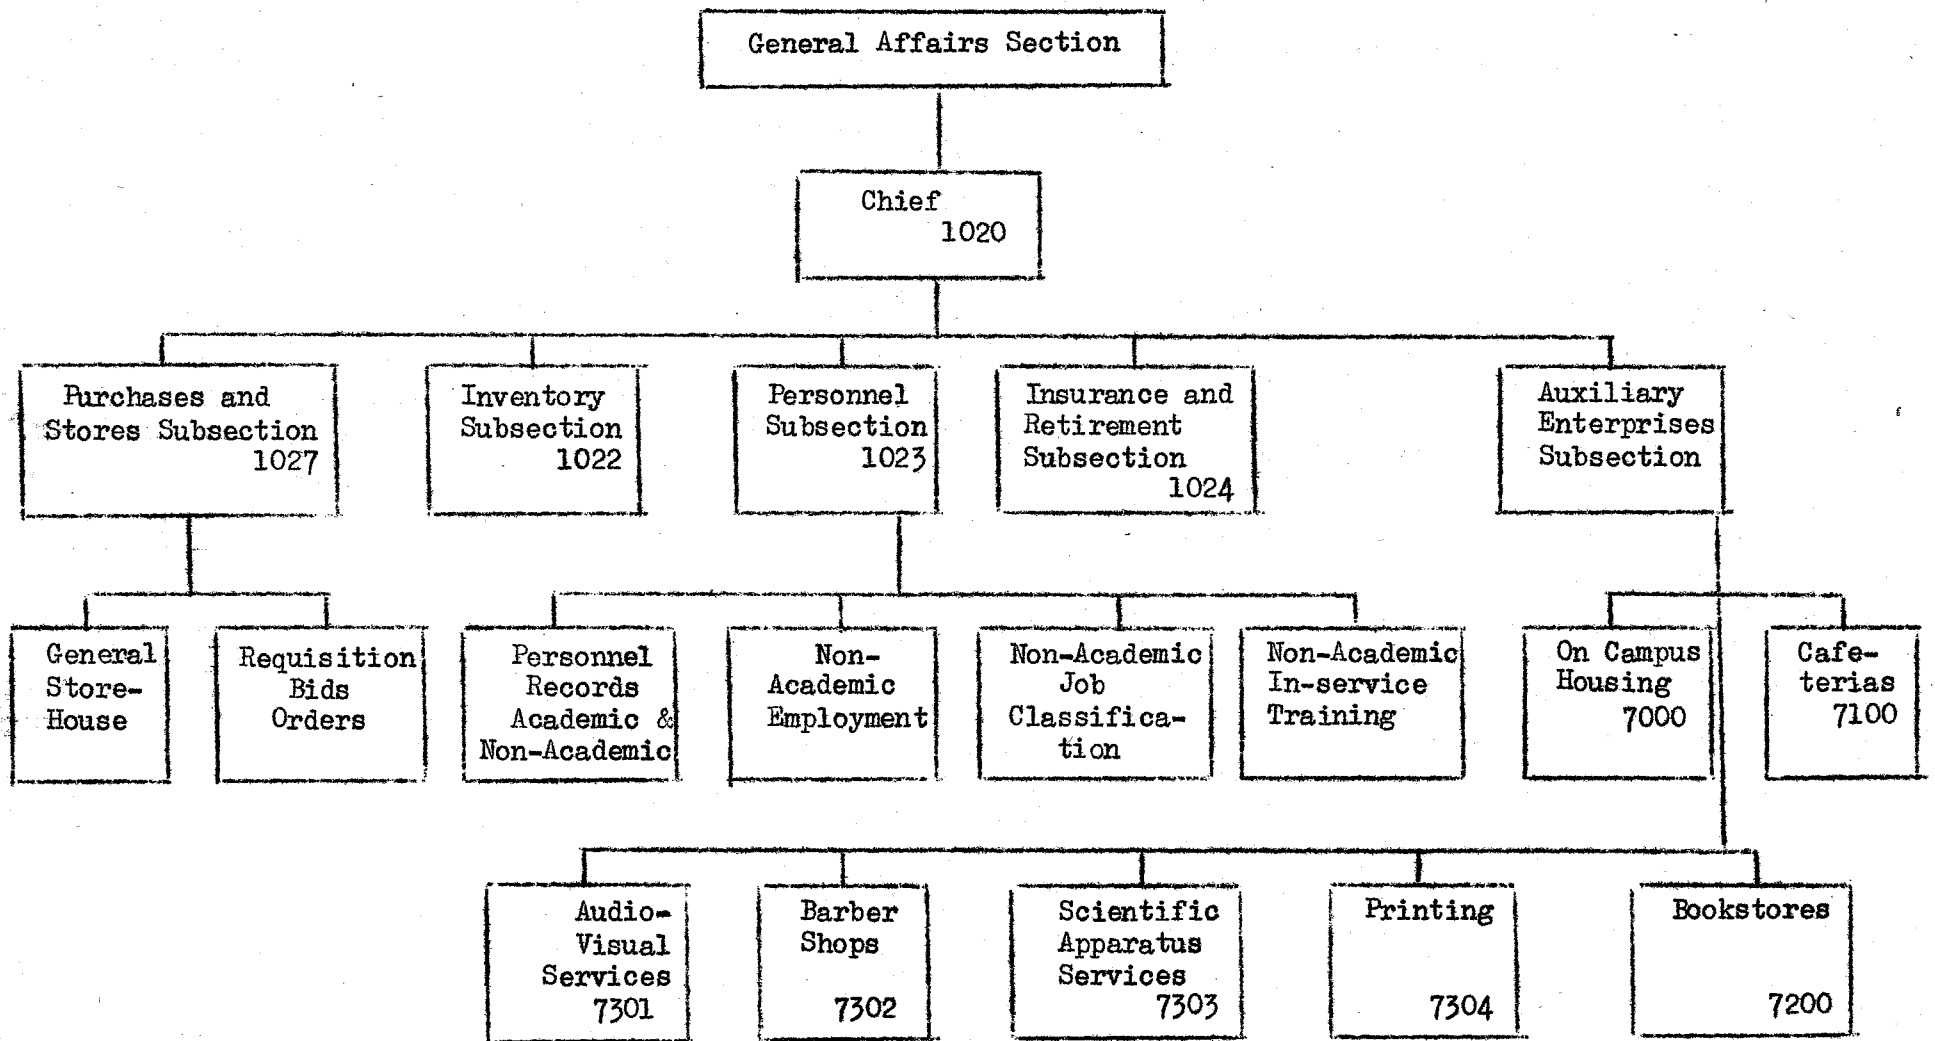 General Affairs Section
Chief
1020
Purchases and
Stores Subsection
1027
Inventory
Subsection
1022
Personnel
Subsection
1023
Insurance and
Retirement
Subsection
1024
Auxiliary
Enterprises
Subsection
General
Store-
House
Requisition
Bids
Orders
Personnel
Records
Academic &
Non-Academic
Non-
Academic
Employment
Non-Academic
Job
Classifica-
tion
Non-Academic
In-service
Training
On Campus
Housing
7000
Cafe-
terias
7100
Audio-
Visual
Services
7301
Barber
Shops
7302
Scientific
Apparatus
Services
7303
Printing
7304
Bookstores
7200